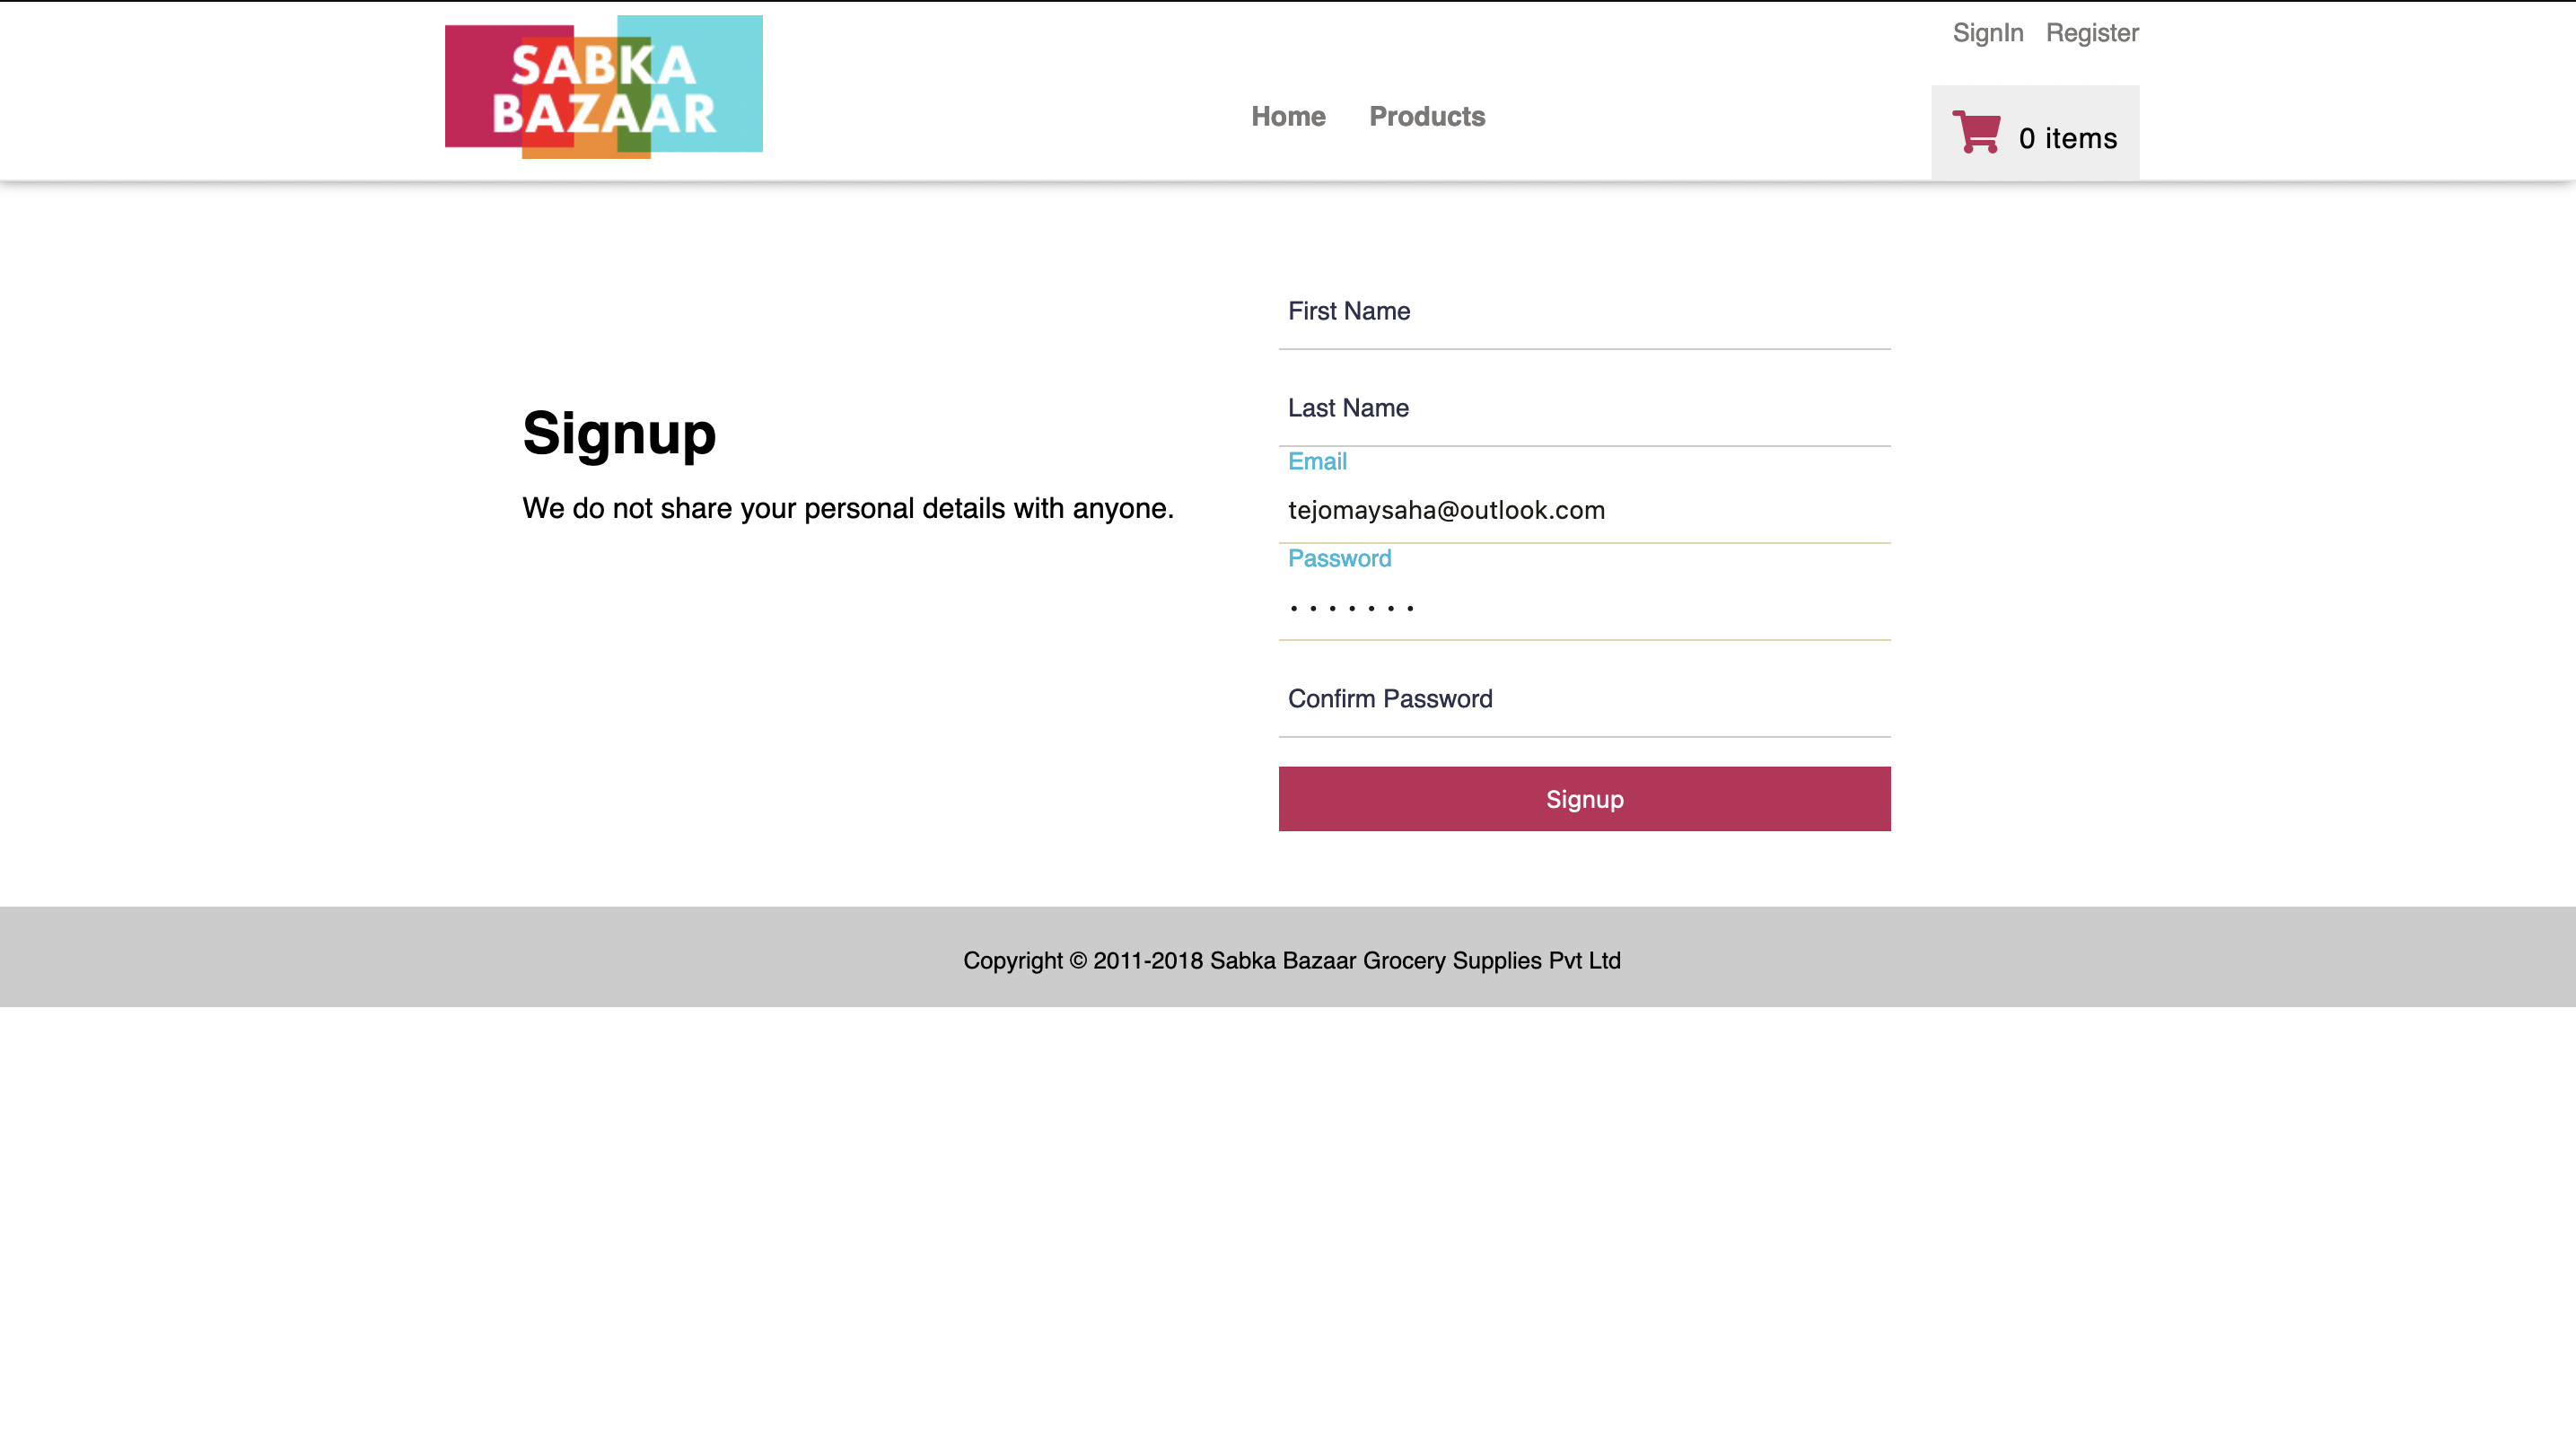 SABKA
BAZAAR
SignIn Register
Home Products
0 items
First Name
Last Name
Signup
Email
We do not share your personal details with anyone.
tejomaysaha@outlook.com
Password
•••••••
Confirm Password
Signup
Copyright © 2011-2018 Sabka Bazaar Grocery Supplies Pvt Ltd